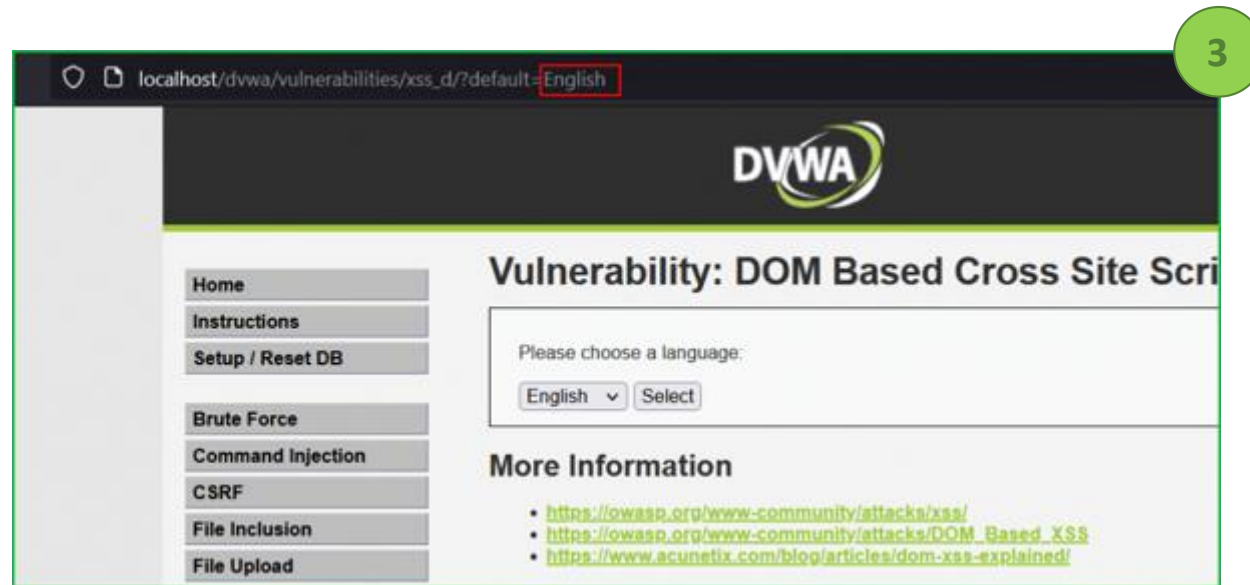 3
localhost/dvwa/vulnerabilities/xss_d/?default=English
DVWA
Vulnerability: DOM Based Cross Site Scri
Home
Instructions
Setup / Reset DB
Brute Force
Command Injection
CSRF
File Inclusion
File Upload
Please choose a language:
English Select
More Information
https://owasp.org/www-community/attacks/xss/
https://owasp.org/www-community/attacks/DOM_Based_XSS
https://www.acunetix.com/blog/articles/dom-xss-explained/